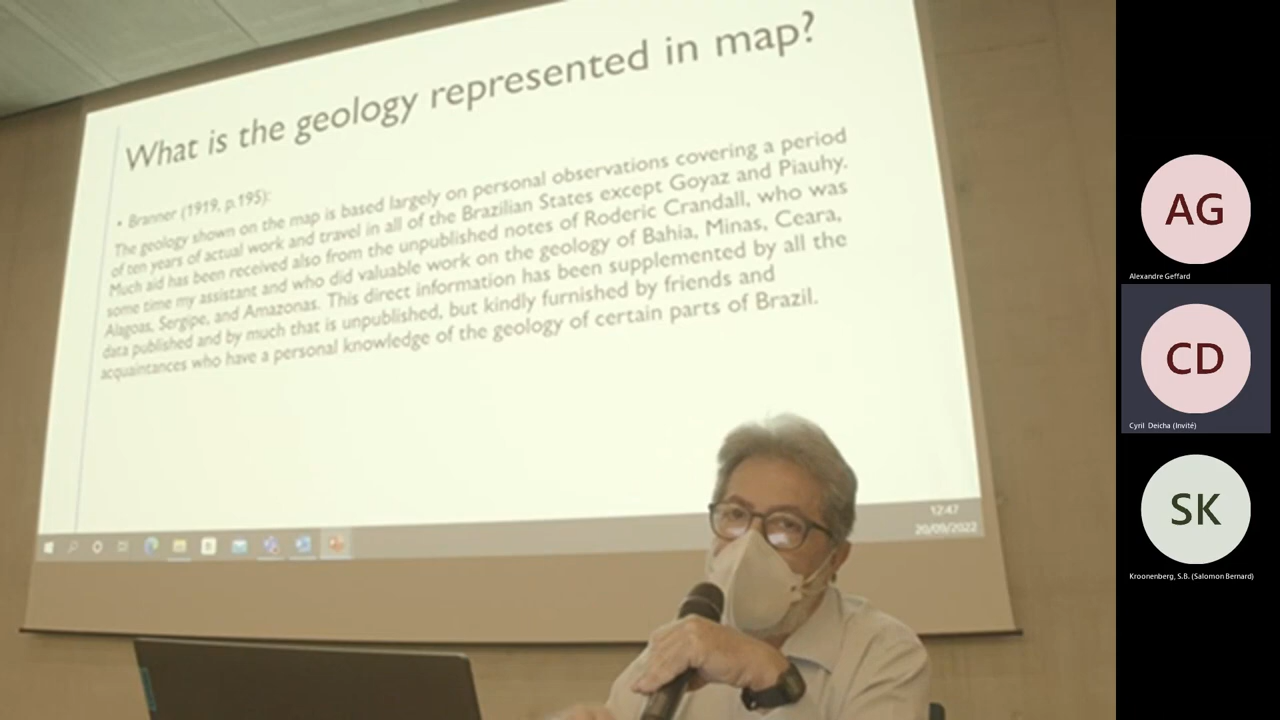 What is the geology represented in map?
• Branner (1919, p.195):
The geology shown on the map is based largely on personal observations covering a period
of ten years of actual work and travel in all of the Brazilian States except Goyaz and Piauhy.
Much aid has been received also from the unpublished notes of Roderic Crandall, who was
some time my assistant and who did valuable work on the geology of Bahia, Minas, Ceara,
Alagoas, Sergipe, and Amazonas. This direct information has been supplemented by all the
data published and by much that is unpublished, but kindly furnished by friends and
acquaintances who have a personal knowledge of the geology of certain parts of Brazil.
12:47
20/09/2022
AG
Alexandre Geffard
CD
Cyril Deicha (Invité)
SK
Kroonenberg, S.B. (Salomon Bernard)